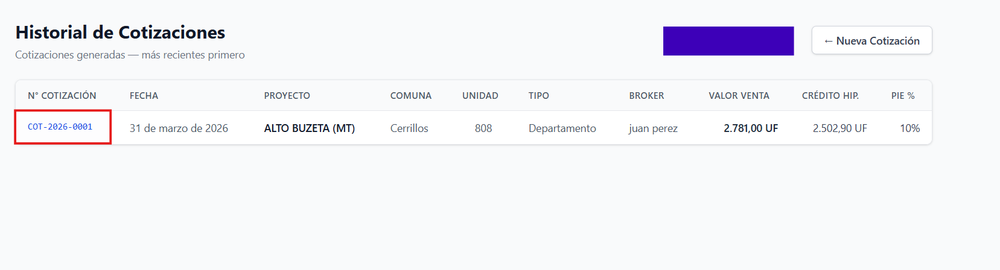 Historial de Cotizaciones
Cotizaciones generadas — más recientes primero
← Nueva Cotización
N° COTIZACIÓN FECHA PROYECTO COMUNA UNIDAD TIPO BROKER VALOR VENTA CRÉDITO HIP. PIE %
COT-2026-0001 31 de marzo de 2026 ALTO BUZETA (MT) Cerrillos 808 Departamento juan perez 2.781,00 UF 2.502,90 UF 10%